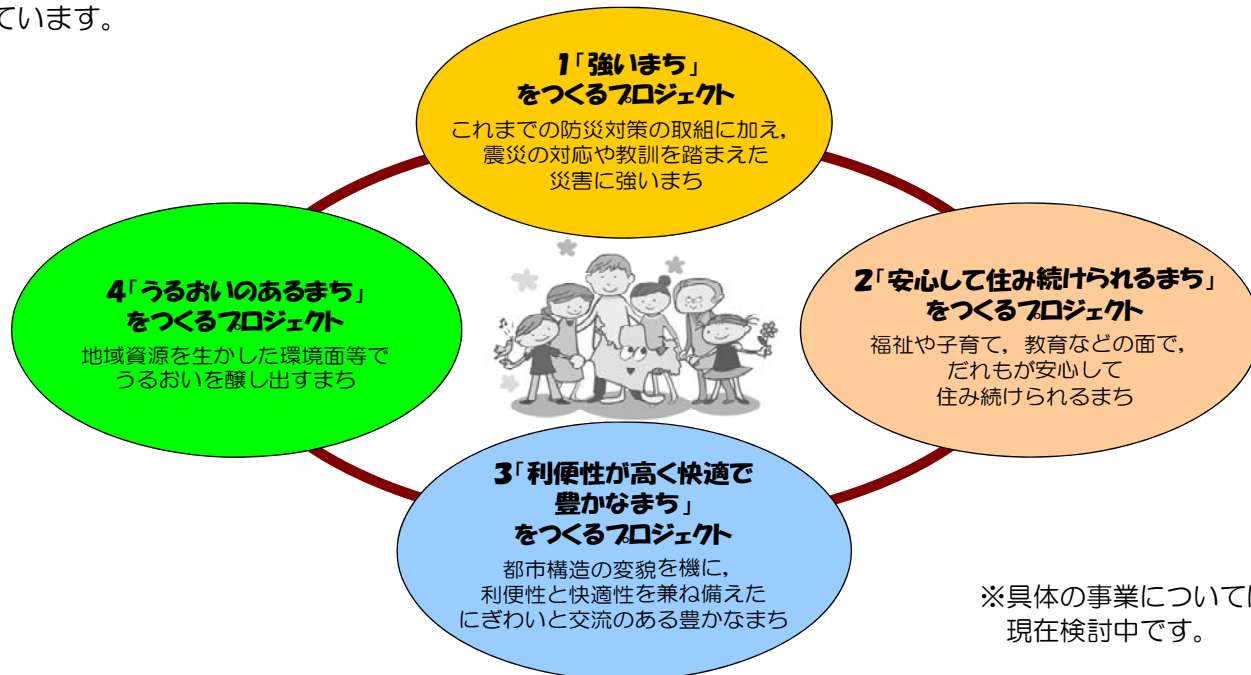 ています。
1「強いまち」
をつくるプロジェクト
これまでの防災対策の取組に加え，
震災の対応や教訓を踏まえた
災害に強いまち
2「安心して住み続けられるまち」
をつくるプロジェクト
福祉や子育て，教育などの面で，
だれもが安心して
住み続けられるまち
3「利便性が高く快適で
豊かなまち」
をつくるプロジェクト
都市構造の変貌を機に，
利便性と快適性を兼ね備えた
にぎわいと交流のある豊かなまち
4「うるおいのあるまち」
をつくるプロジェクト
地域資源を生かした環境面等で
うるおいを醸し出すまち
※具体の事業については
現在検討中です。